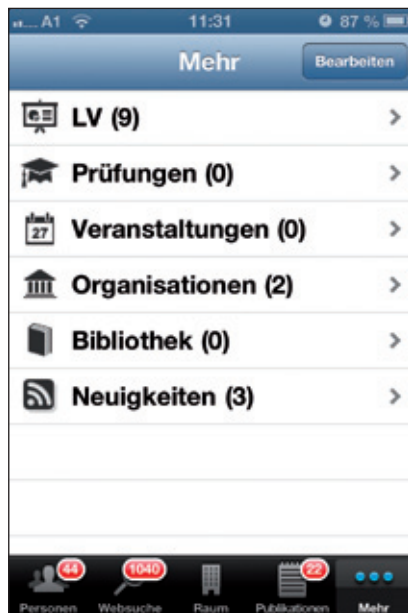 A1 11:31 87 %
Mehr Bearbeiten
LV (9)
Prüfungen (0)
27 Veranstaltungen (0)
Organisationen (2)
Bibliothek (0)
Neuigkeiten (3)
44 1040 22
Personen Websuche Raum Publikationen Mehr